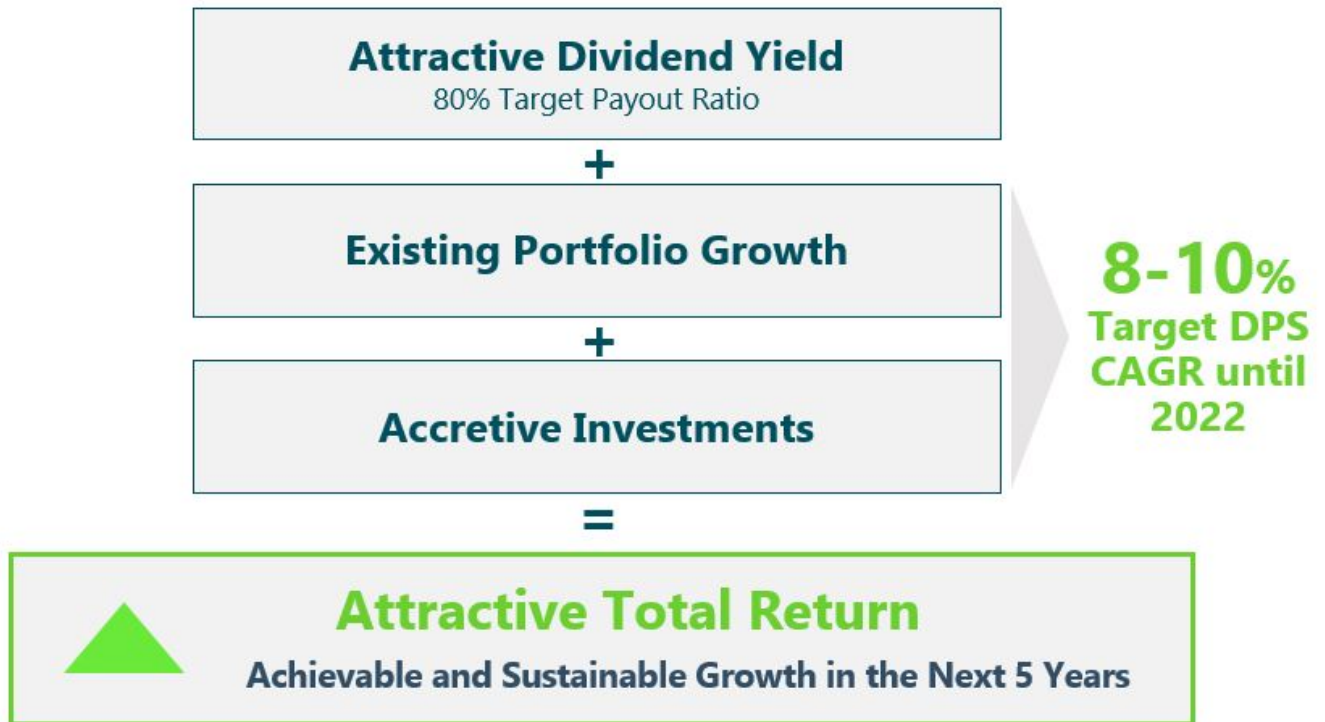 Attractive Dividend Yield
80% Target Payout Ratio
+
Existing Portfolio Growth
+
Accretive Investments
8-10%
Target DPS
CAGR until
2022
=
Attractive Total Return
Achievable and Sustainable Growth in the Next 5 Years